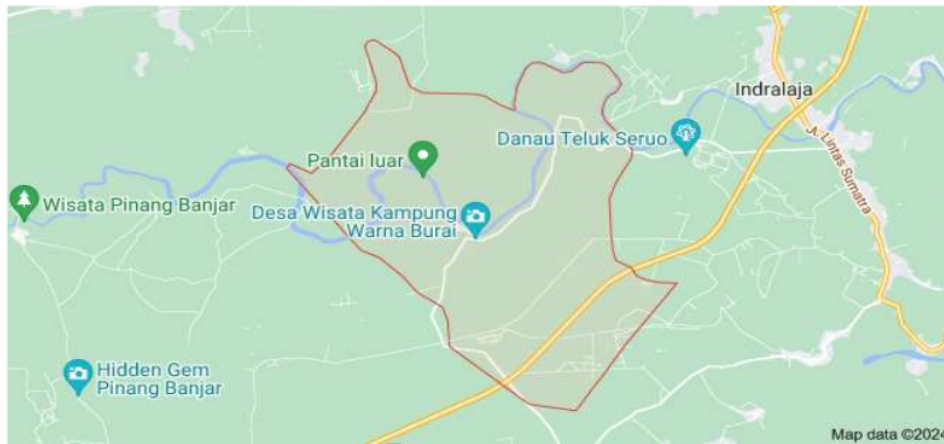 Indralaja
Danau Teluk Seruo
Jl. Lintas Sumatra
Pantai luar
Wisata Pinang Banjar
Desa Wisata Kampung
Warna Burai
Hidden Gem
Pinang Banjar
Map data ©2024